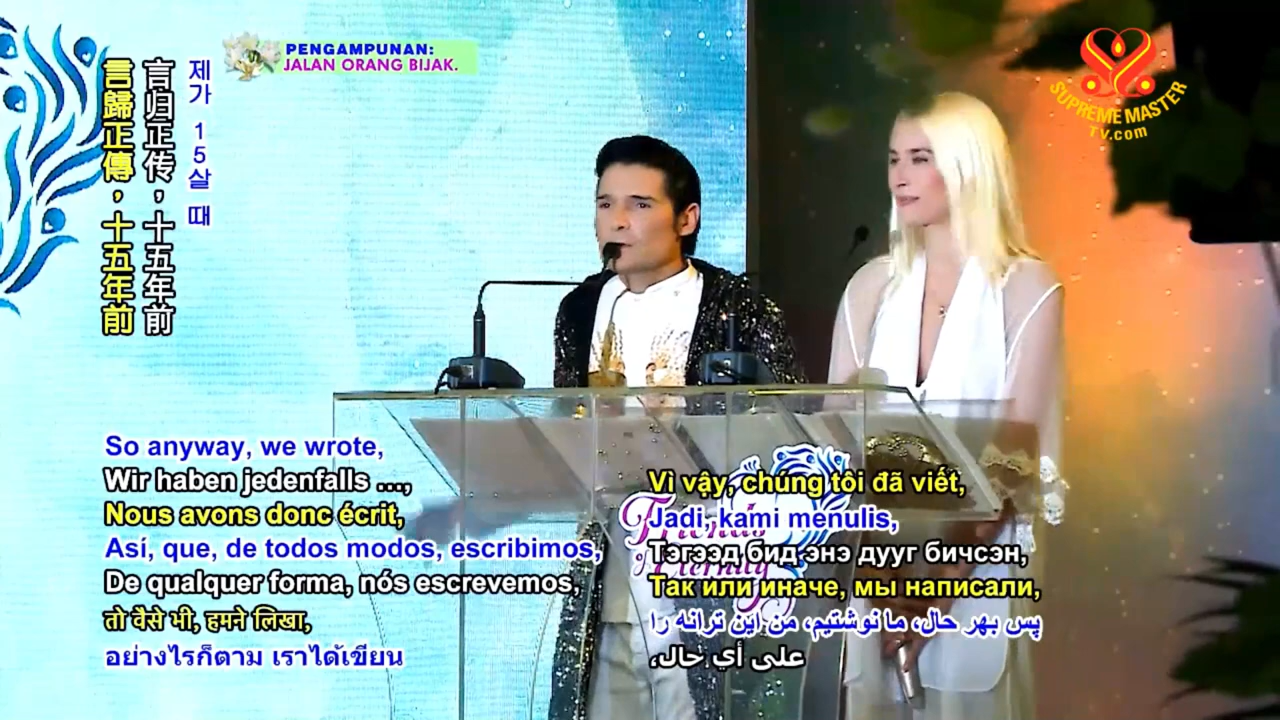 PENGAMPUNAN:
JALAN ORANG BIJAK.
SUPREME MASTER
TV.com
제가 15살 때
言归正传，十五年前
言歸正傳，十五年前
So anyway, we wrote,
Wir haben jedenfalls ...,
Nous avons donc écrit,
Así, que, de todos modos, escribimos,
De qualquer forma, nós escrevemos,
तो वैसे भी, हमने लिखा,
อย่างไรก็ตาม เราได้เขียน
Vì vậy, chúng tôi đã viết,
Jadi, kami menulis,
Тэгээд бид энэ дууг бичсэн,
Так или иначе, мы написали,
پس بهر حال، ما نوشتیم، من این ترانه را
على أي حال،
Friends
of Eternity